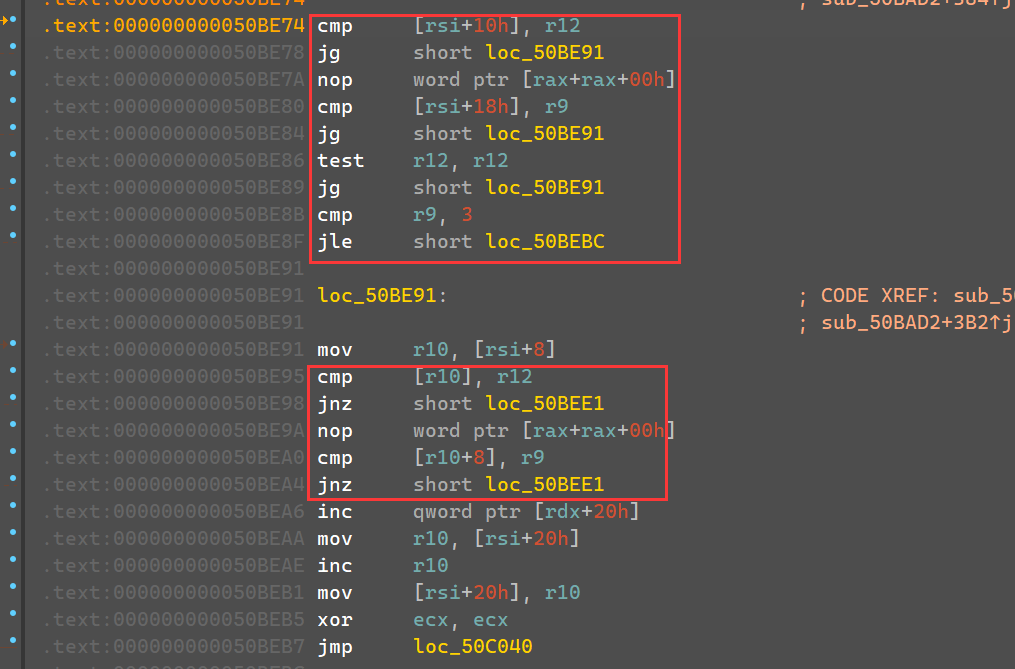 ; sub_50BAD2+384↑j
.text:000000000050BE74 cmp [rsi+10h], r12
.text:000000000050BE78 jg short loc_50BE91
.text:000000000050BE7A nop word ptr [rax+rax+00h]
.text:000000000050BE80 cmp [rsi+18h], r9
.text:000000000050BE84 jg short loc_50BE91
.text:000000000050BE86 test r12, r12
.text:000000000050BE89 jg short loc_50BE91
.text:000000000050BE8B cmp r9, 3
.text:000000000050BE8F jle short loc_50BEBC
.text:000000000050BE91
.text:000000000050BE91 loc_50BE91: ; CODE XREF: sub_50
.text:000000000050BE91 ; sub_50BAD2+3B2↑j
.text:000000000050BE91 mov r10, [rsi+8]
.text:000000000050BE95 cmp [r10], r12
.text:000000000050BE98 jnz short loc_50BEE1
.text:000000000050BE9A nop word ptr [rax+rax+00h]
.text:000000000050BEA0 cmp [r10+8], r9
.text:000000000050BEA4 jnz short loc_50BEE1
.text:000000000050BEA6 inc qword ptr [rdx+20h]
.text:000000000050BEAA mov r10, [rsi+20h]
.text:000000000050BEAE inc r10
.text:000000000050BEB1 mov [rsi+20h], r10
.text:000000000050BEB5 xor ecx, ecx
.text:000000000050BEB7 jmp loc_50C040